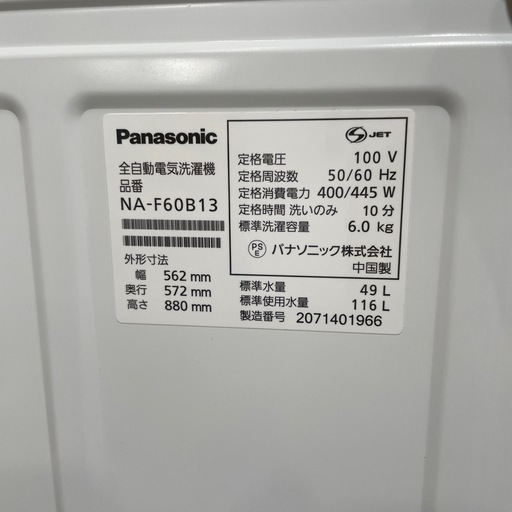 Panasonic
全自動電気洗濯機
品番
NA-F60B13
外形寸法
幅 562 mm
奥行 572 mm
高さ 880 mm
S JET
定格電圧 100 V
定格周波数 50/60 Hz
定格消費電力 400/445 W
定格時間 洗いのみ 10 分
標準洗濯容量 6.0 kg
PSE パナソニック株式会社
中国製
標準水量 49 L
標準使用水量 116 L
製造番号 2071401966